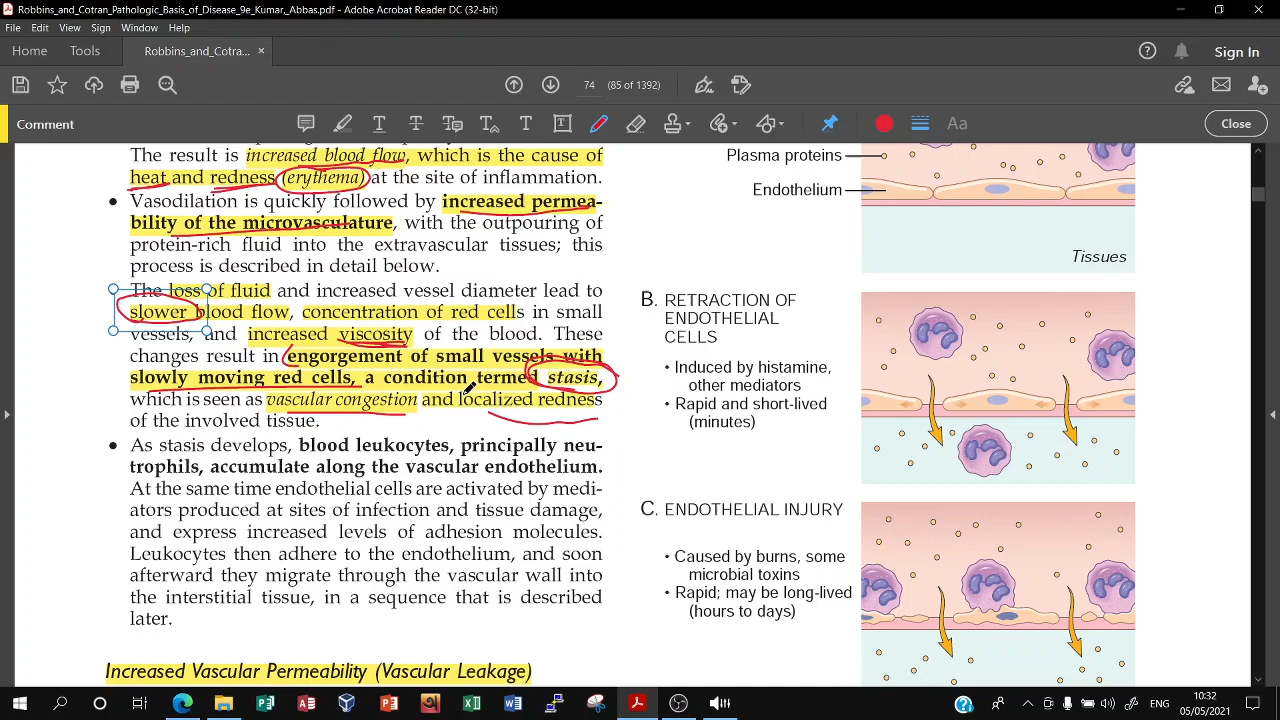 Robbins_and_Cotran_Pathologic_Basis_of_Disease_9e_Kumar_Abbas.pdf - Adobe Acrobat Reader DC (32-bit)
File Edit View Sign Window Help
Home Tools Robbins_and_Cotra... × Sign In
74 (85 of 1392)
Comment Aa Close
The result is increased blood flow, which is the cause of
heat and redness (erythema) at the site of inflammation.
• Vasodilation is quickly followed by increased permea-
bility of the microvasculature, with the outpouring of
protein-rich fluid into the extravascular tissues; this
process is described in detail below.
The loss of fluid and increased vessel diameter lead to
slower blood flow, concentration of red cells in small
vessels, and increased viscosity of the blood. These
changes result in engorgement of small vessels with
slowly moving red cells, a condition termed stasis,
which is seen as vascular congestion and localized redness
of the involved tissue.
• As stasis develops, blood leukocytes, principally neu-
trophils, accumulate along the vascular endothelium.
At the same time endothelial cells are activated by medi-
ators produced at sites of infection and tissue damage,
and express increased levels of adhesion molecules.
Leukocytes then adhere to the endothelium, and soon
afterward they migrate through the vascular wall into
the interstitial tissue, in a sequence that is described
later.
Increased Vascular Permeability (Vascular Leakage)
Plasma proteins
Endothelium
Tissues
B. RETRACTION OF
ENDOTHELIAL
CELLS
• Induced by histamine,
other mediators
• Rapid and short-lived
(minutes)
C. ENDOTHELIAL INJURY
• Caused by burns, some
microbial toxins
• Rapid; may be long-lived
(hours to days)
ENG 10:32
05/05/2021